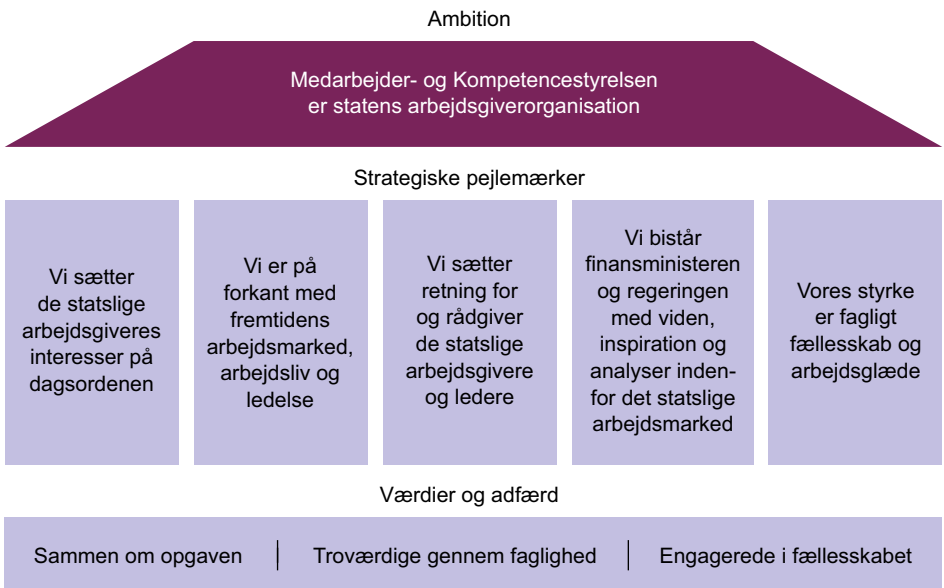 Ambition
Medarbejder- og Kompetencestyrelsen
er statens arbejdsgiverorganisation
Strategiske pejlemærker
Vi sætter
de statslige
arbejdsgiveres
interesser på
dagsordenen
Vi er på
forkant med
fremtidens
arbejdsmarked,
arbejdsliv og
ledelse
Vi sætter
retning for
og rådgiver
de statslige
arbejdsgivere
og ledere
Vi bistår
finansministeren
og regeringen
med viden,
inspiration og
analyser inden-
for det statslige
arbejdsmarked
Vores styrke
er fagligt
fællesskab og
arbejdsglæde
Værdier og adfærd
Sammen om opgaven | Troværdige gennem faglighed | Engagerede i fællesskabet